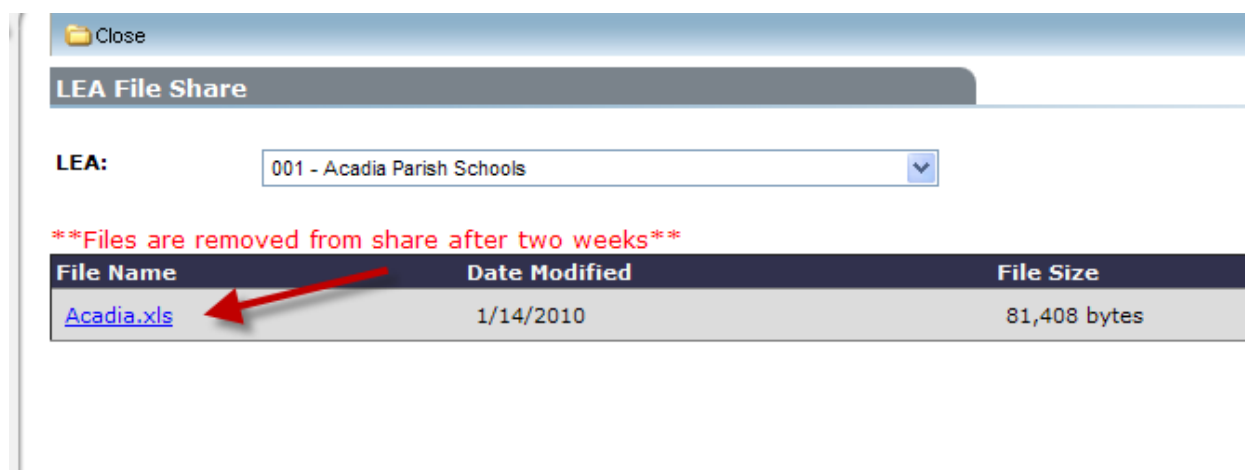 Close
LEA File Share
LEA: 001 - Acadia Parish Schools
**Files are removed from share after two weeks**
File Name Date Modified File Size
Acadia.xls 1/14/2010 81,408 bytes